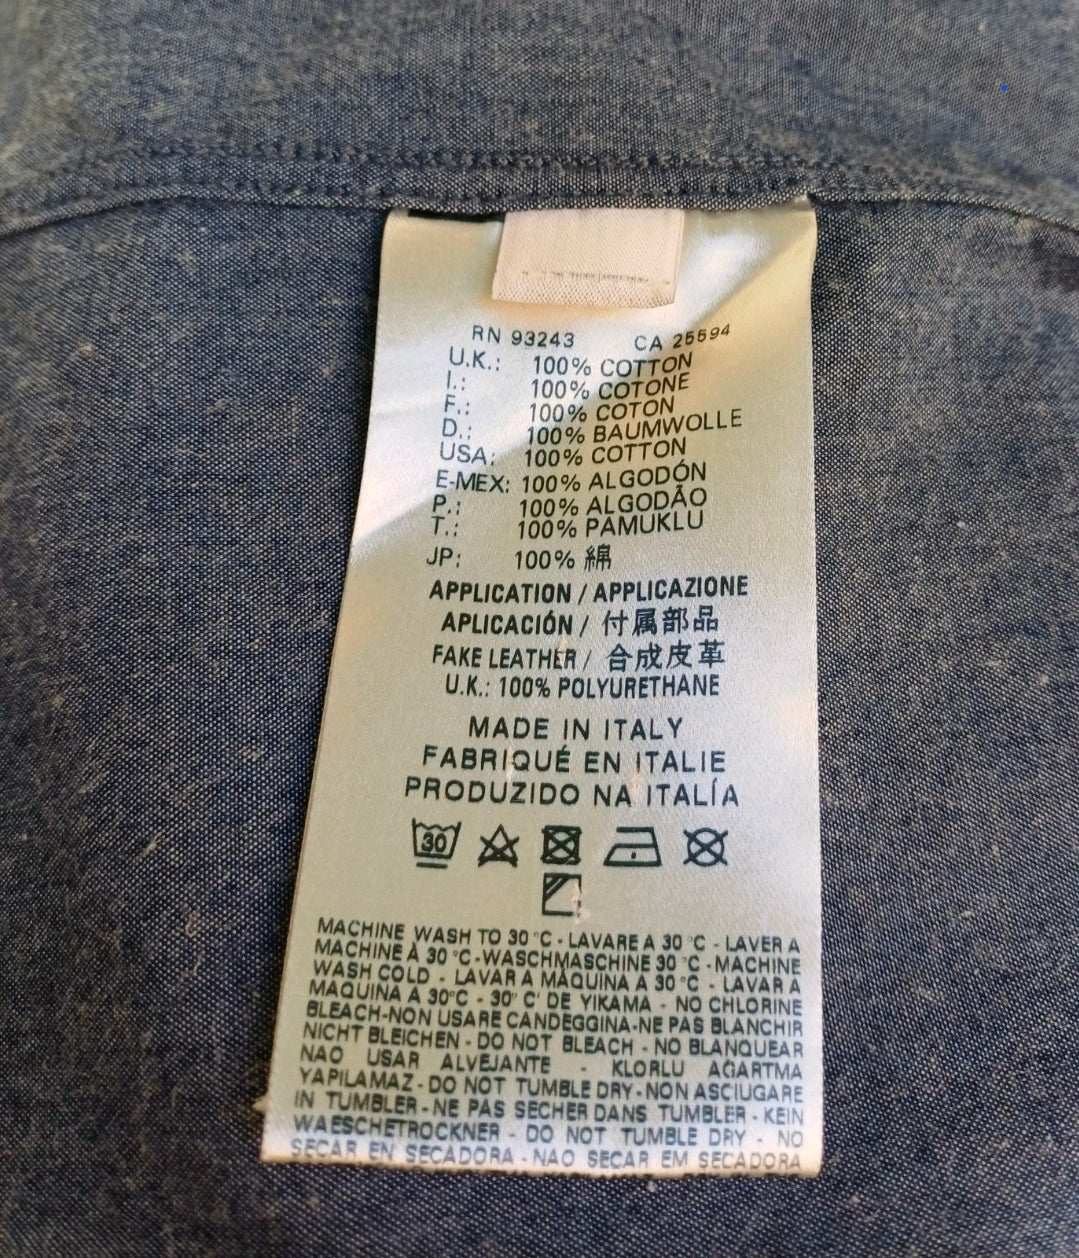 RN 93243 CA 25594
U.K.: 100% COTTON
I.: 100% COTONE
F.: 100% COTON
D.: 100% BAUMWOLLE
USA: 100% COTTON
E-MEX: 100% ALGODÓN
P.: 100% ALGODÃO
T.: 100% PAMUKLU
JP: 100% 綿
APPLICATION / APPLICAZIONE
APLICACIÓN / 付属部品
FAKE LEATHER / 合成皮革
U.K.: 100% POLYURETHANE
MADE IN ITALY
FABRIQUÉ EN ITALIE
PRODUZIDO NA ITALÍA
30
MACHINE WASH TO 30 °C - LAVARE A 30 °C - LAVER A
MACHINE À 30 °C - WASCHMASCHINE 30 °C - MACHINE
WASH COLD - LAVAR A MÁQUINA A 30 °C - LAVAR A
MAQUINA A 30°C - 30° C' DE YIKAMA - NO CHLORINE
BLEACH-NON USARE CANDEGGINA-NE PAS BLANCHIR
NICHT BLEICHEN - DO NOT BLEACH - NO BLANQUEAR
NAO USAR ALVEJANTE - KLORLU AĞARTMA
YAPILAMAZ - DO NOT TUMBLE DRY - NON ASCIUGARE
IN TUMBLER - NE PAS SECHER DANS TUMBLER - KEIN
WAESCHETROCKNER - DO NOT TUMBLE DRY - NO
SECAR EN SECADORA - NAO SECAR EM SECADORA